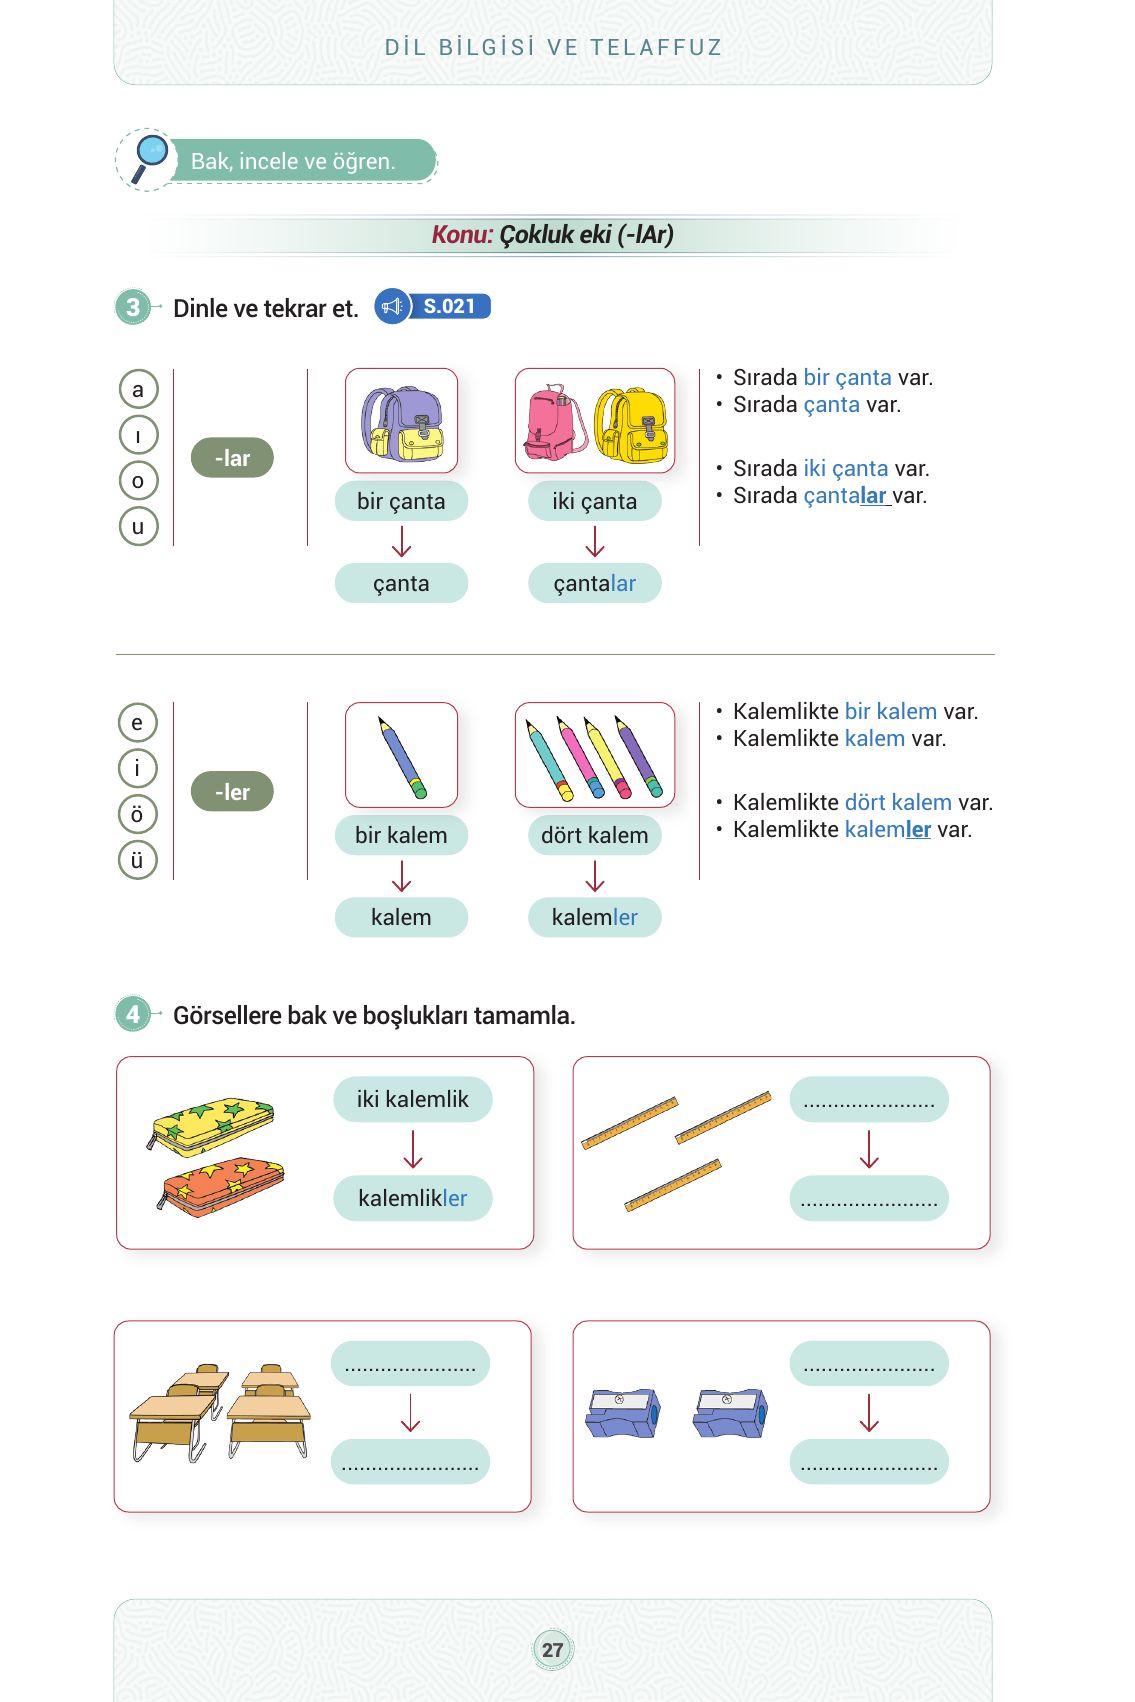 DİL BİLGİSİ VE TELAFFUZ
Bak, incele ve öğren.
Konu: Çokluk eki (-lAr)
3 Dinle ve tekrar et. S.021
a
ı
o
u
-lar
bir çanta
çanta
iki çanta
çantalar
• Sırada bir çanta var.
• Sırada çanta var.
• Sırada iki çanta var.
• Sırada çantalar var.
e
i
ö
ü
-ler
bir kalem
kalem
dört kalem
kalemler
• Kalemlikte bir kalem var.
• Kalemlikte kalem var.
• Kalemlikte dört kalem var.
• Kalemlikte kalemler var.
4 Görsellere bak ve boşlukları tamamla.
iki kalemlik
kalemlikler
......................
.......................
......................
.......................
......................
.......................
27